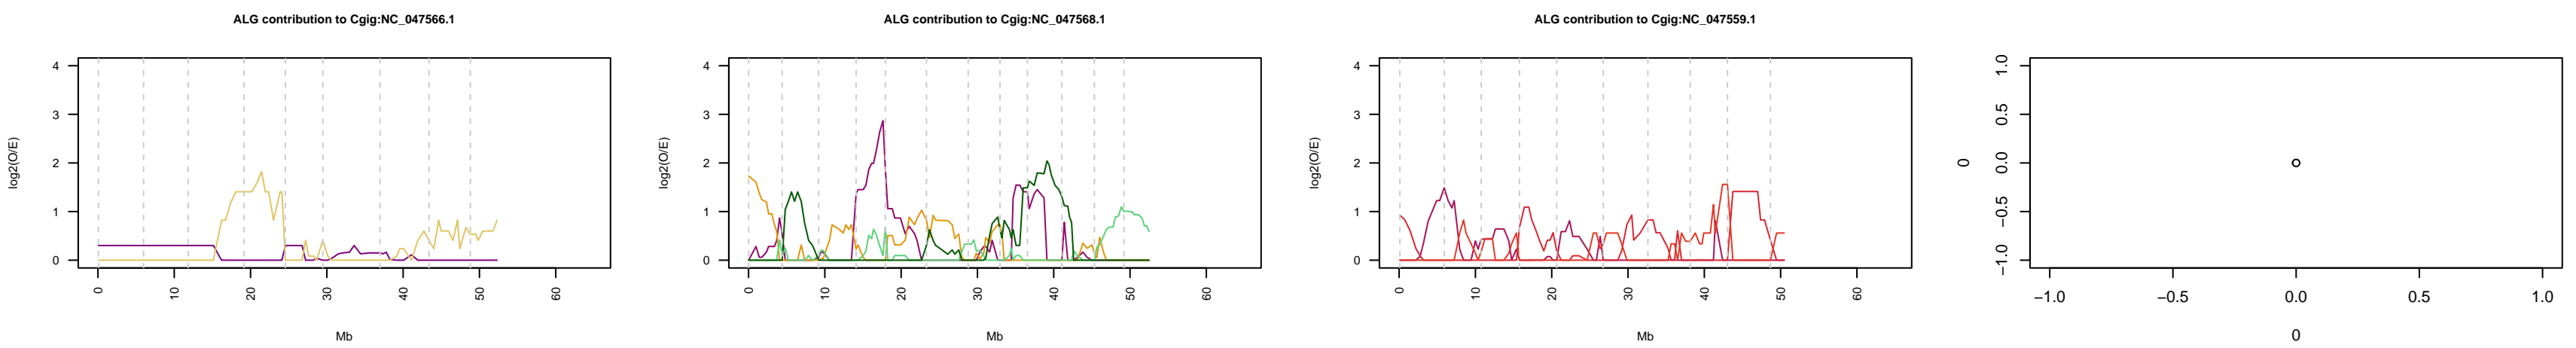 ALG contribution to Cgig:NC_047566.1
log2(O/E)
4
3
2
1
0
0 10 20 30 40 50 60
Mb
ALG contribution to Cgig:NC_047568.1
log2(O/E)
4
3
2
1
0
0 10 20 30 40 50 60
Mb
ALG contribution to Cgig:NC_047559.1
log2(O/E)
4
3
2
1
0
0 10 20 30 40 50 60
Mb
0
1.0
0.5
0.0
−0.5
−1.0
−1.0 −0.5 0.0 0.5 1.0
0